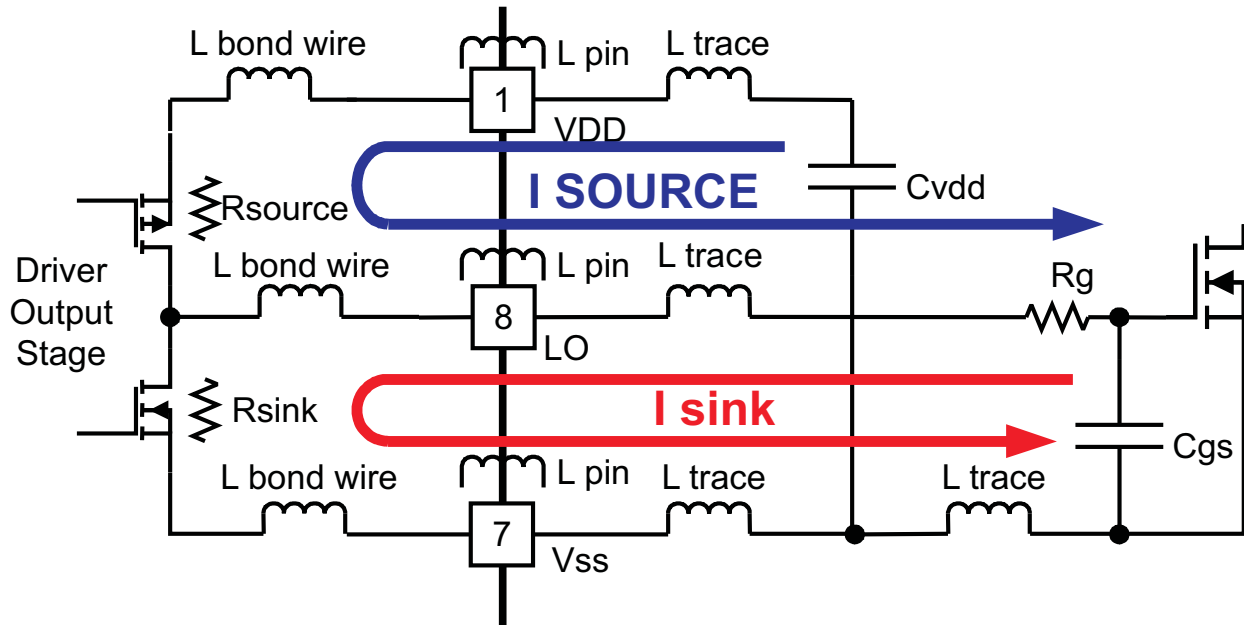 L bond wire
L pin
L trace
1
VDD
I SOURCE
Cvdd
Rsource
Driver
Output
Stage
L bond wire
L pin
L trace
Rg
8
LO
Rsink
I sink
Cgs
L bond wire
L pin
L trace
L trace
7
Vss